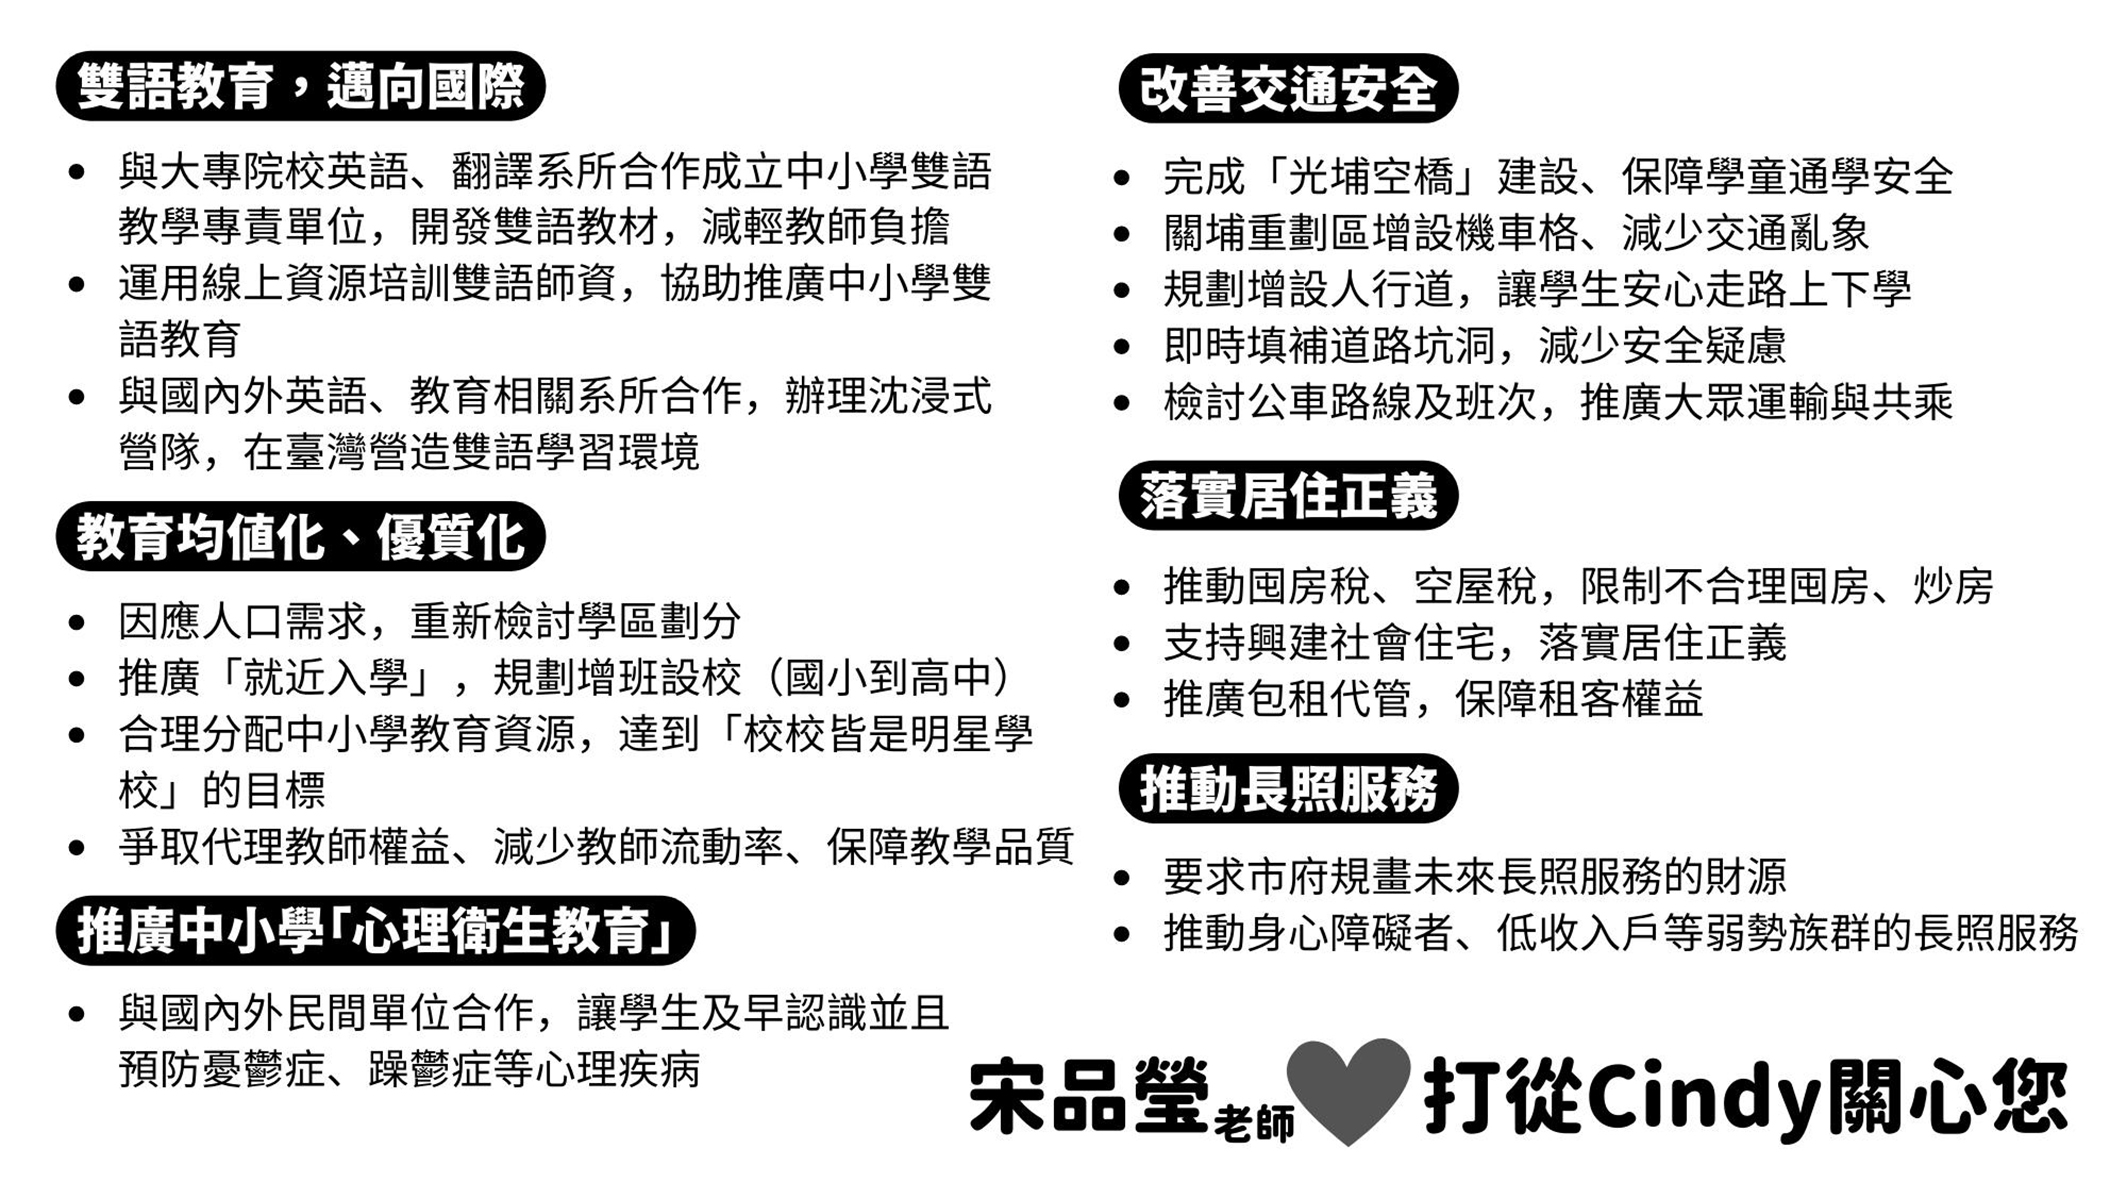 雙語教育，邁向國際
與大專院校英語、翻譯系所合作成立中小學雙語
教學專責單位，開發雙語教材，減輕教師負擔
運用線上資源培訓雙語師資，協助推廣中小學雙
語教育
與國內外英語、教育相關系所合作，辦理沈浸式
營隊，在臺灣營造雙語學習環境
教育均值化、優質化
因應人口需求，重新檢討學區劃分
推廣「就近入學」，規劃增班設校（國小到高中）
合理分配中小學教育資源，達到「校校皆是明星學
校」的目標
爭取代理教師權益、減少教師流動率、保障教學品質
推廣中小學「心理衛生教育」
與國內外民間單位合作，讓學生及早認識並且
預防憂鬱症、躁鬱症等心理疾病
改善交通安全
完成「光埔空橋」建設、保障學童通學安全
關埔重劃區增設機車格、減少交通亂象
規劃增設人行道，讓學生安心走路上下學
即時填補道路坑洞，減少安全疑慮
檢討公車路線及班次，推廣大眾運輸與共乘
落實居住正義
推動囤房稅、空屋稅，限制不合理囤房、炒房
支持興建社會住宅，落實居住正義
推廣包租代管，保障租客權益
推動長照服務
要求市府規畫未來長照服務的財源
推動身心障礙者、低收入戶等弱勢族群的長照服務
宋品瑩老師 打從Cindy關心您